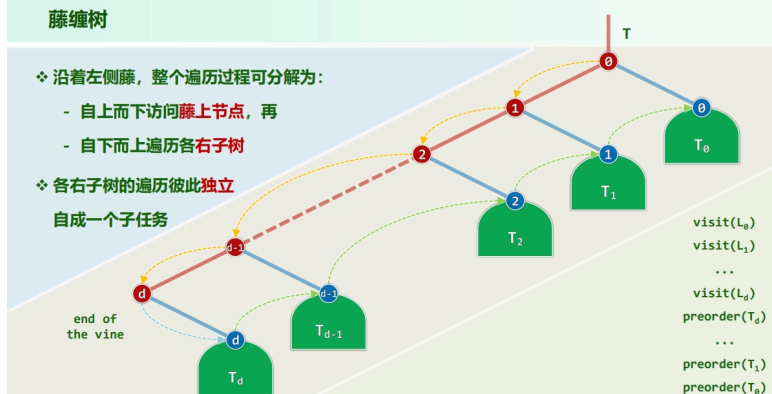 藤缠树
❖ 沿着左侧藤，整个遍历过程可分解为：
- 自上而下访问藤上节点，再
- 自下而上遍历各右子树
❖ 各右子树的遍历彼此独立
自成一个子任务
T
0
1
0
2
1
T₀
2
T₁
d-1
T₂
d
d-1
end of
the vine
T_{d-1}
d
T_d
visit(L₀)
visit(L₁)
...
visit(L_d)
preorder(T_d)
...
preorder(T₁)
preorder(T₀)